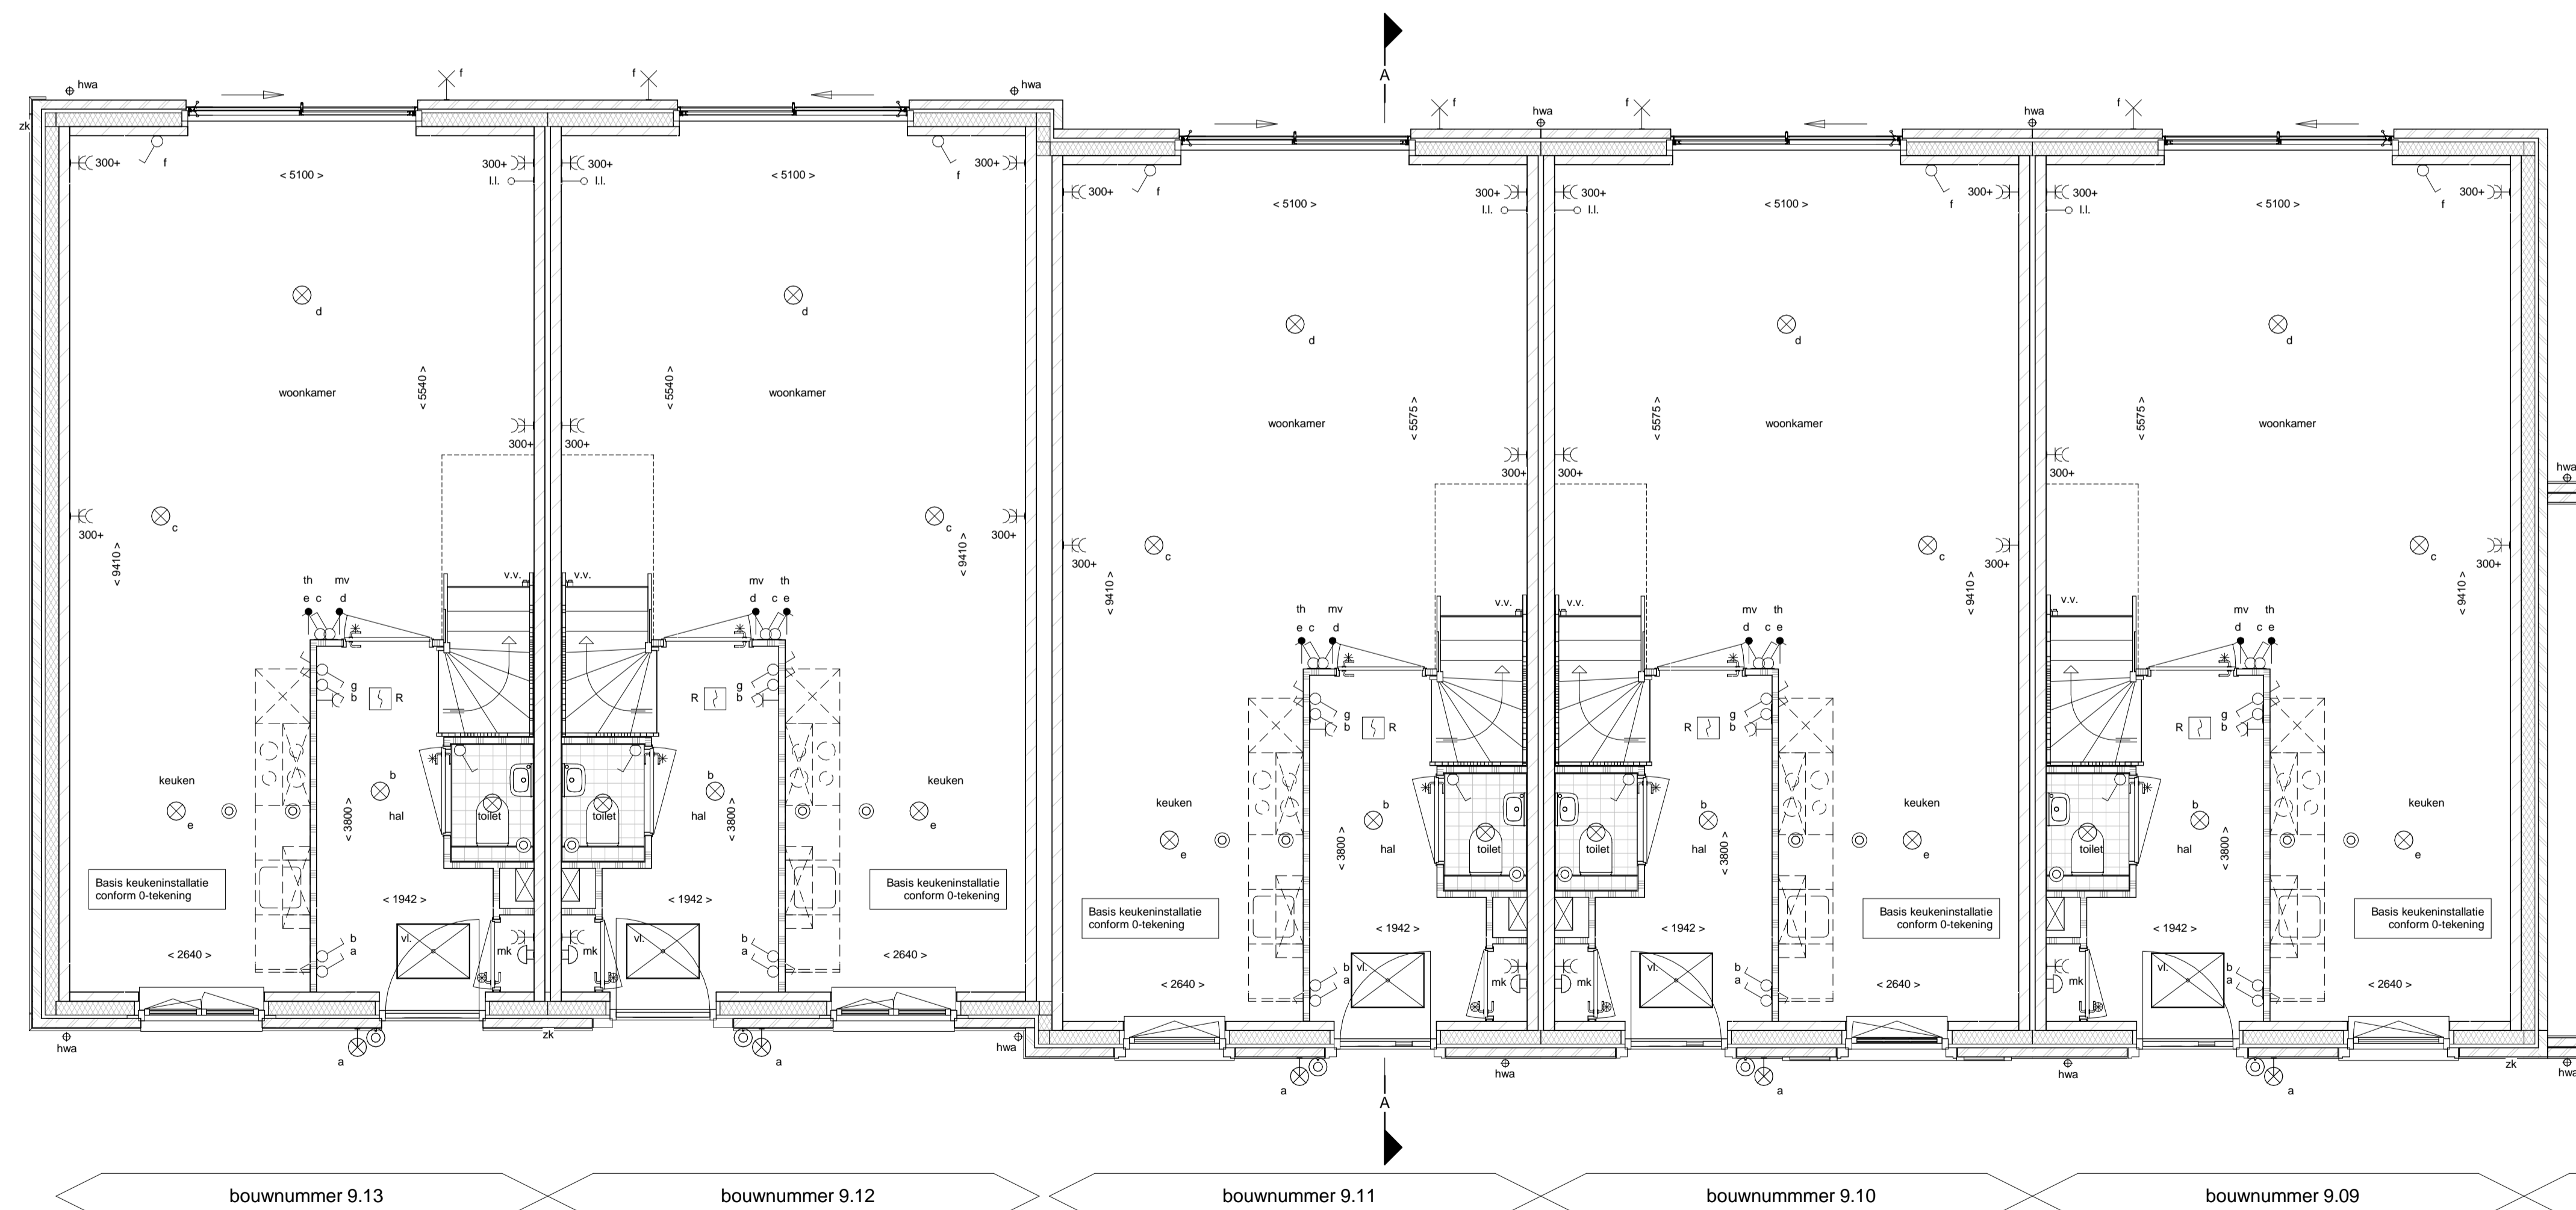 A
f f
hwa hwa
zk
f f f
hwa hwa
300+ f 300+ 300+ 300+ f
l.l. l.l.
< 5100 > < 5100 >
300+ f 300+ 300+ 300+ f 300+ 300+ f
l.l. l.l. l.l.
< 5100 > < 5100 > < 5100 >
d d
d d d
woonkamer < 5540 > < 5540 > woonkamer
woonkamer < 5575 > < 5575 > woonkamer < 5575 > woonkamer
300+ 300+
300+ 300+ 300+
hwa
c c
300+ 300+
< 9410 > < 9410 >
c c c
300+ 300+ 300+
< 9410 > < 9410 > < 9410 >
v.v. v.v.
th mv mv th
e c d d c e
v.v. v.v. v.v.
th mv mv th mv th
e c d d c e d c e
g g
b R R b
g g g
b R R b R b
keuken b b keuken
e hal toilet toilet hal e
< 3800 > < 3800 >
keuken b b keuken b keuken
e hal toilet toilet hal e toilet hal e
< 3800 > < 3800 > < 3800 >
Basis keukeninstallatie
conform 0-tekening
Basis keukeninstallatie
conform 0-tekening
< 1942 > < 1942 >
Basis keukeninstallatie
conform 0-tekening
Basis keukeninstallatie
conform 0-tekening
Basis keukeninstallatie
conform 0-tekening
< 1942 > < 1942 > < 1942 >
b vl. vl. b
a mk mk a
< 2640 > < 2640 >
b vl. vl. b vl. b
a mk mk a mk a
< 2640 > < 2640 > < 2640 >
hwa zk hwa
a a
zk
hwa hwa hwa
a a a
A
bouwnummer 9.13
bouwnummer 9.12
bouwnummer 9.11
bouwnummmer 9.10
bouwnummer 9.09